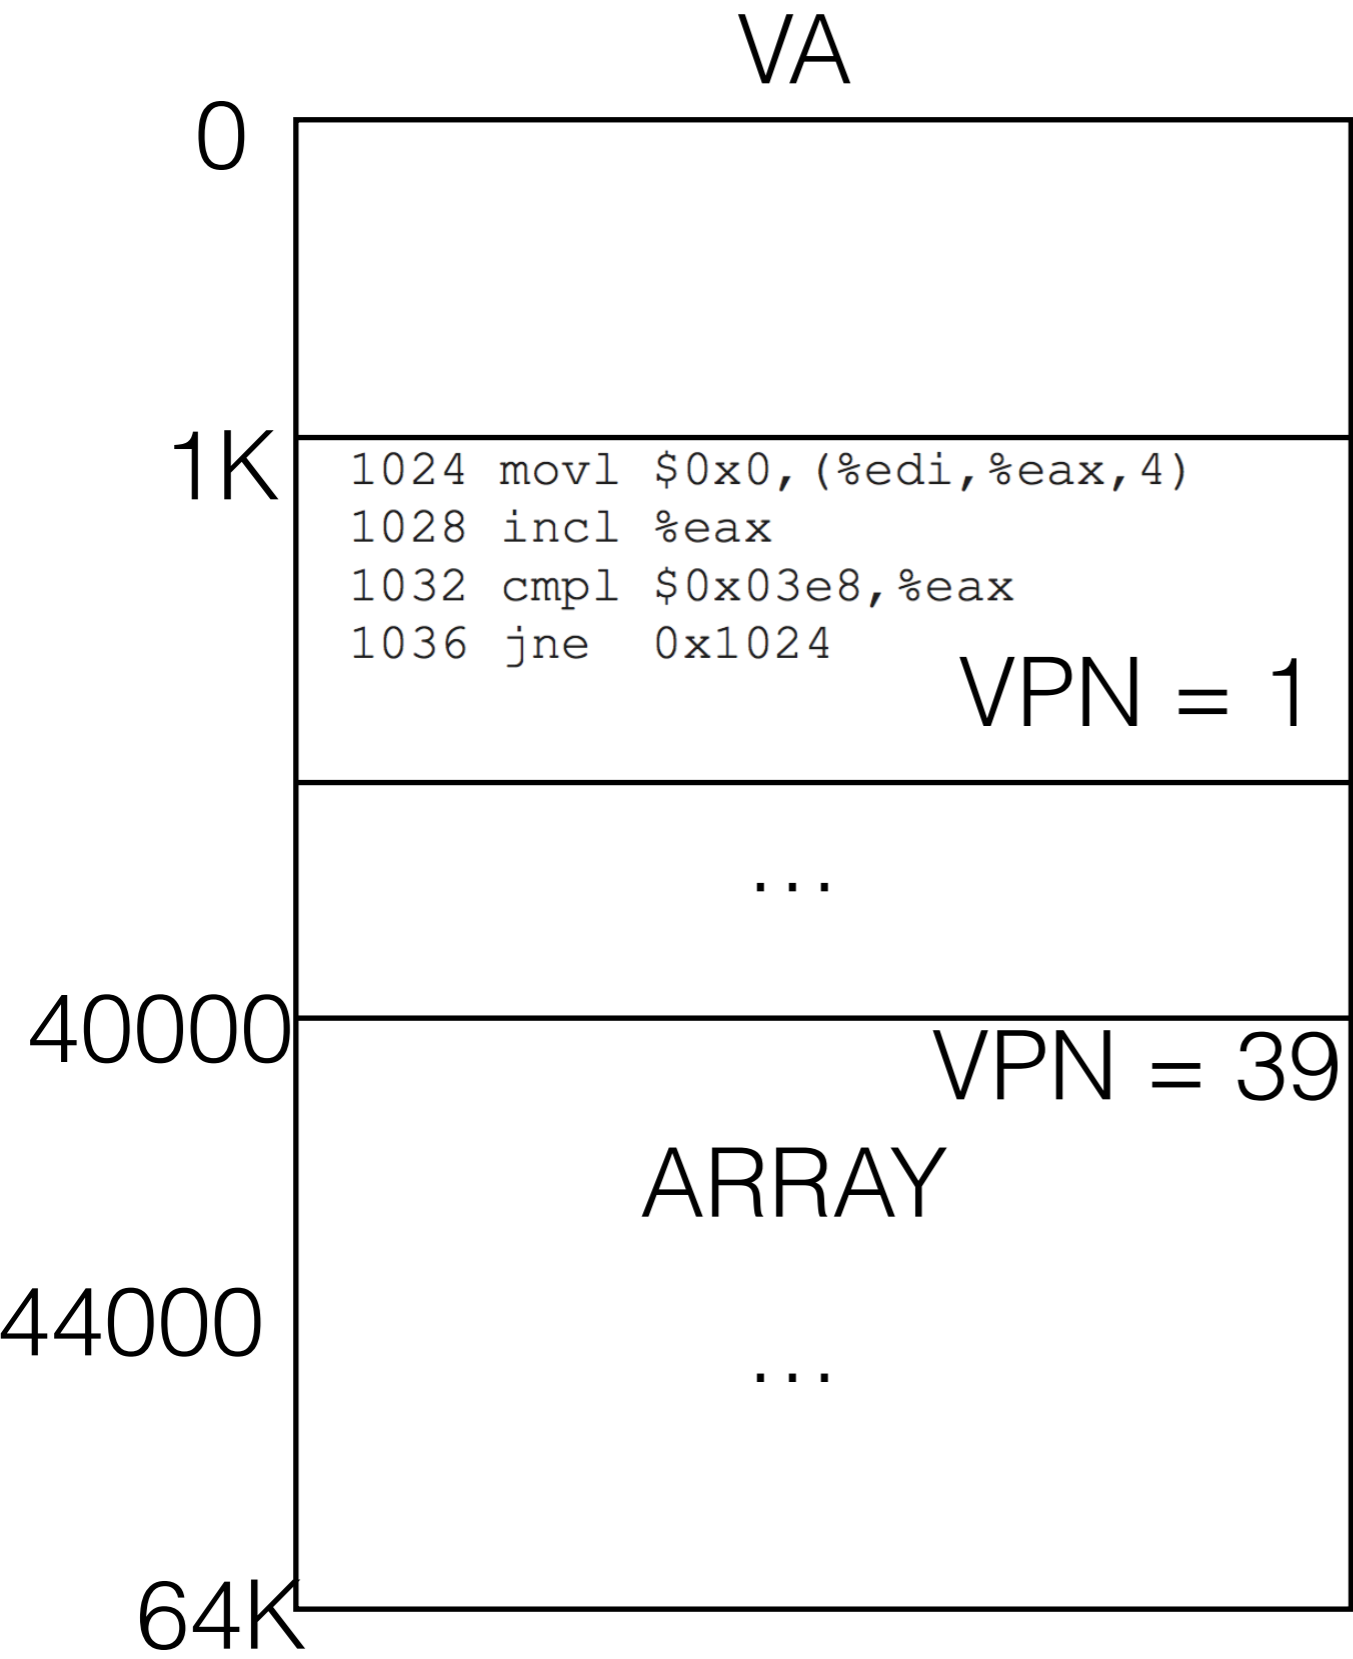 VA
0
1K
1024 movl $0x0,(%edi,%eax,4)
1028 incl %eax
1032 cmpl $0x03e8,%eax
1036 jne 0x1024
VPN = 1
...
40000
VPN = 39
ARRAY
44000
...
64K